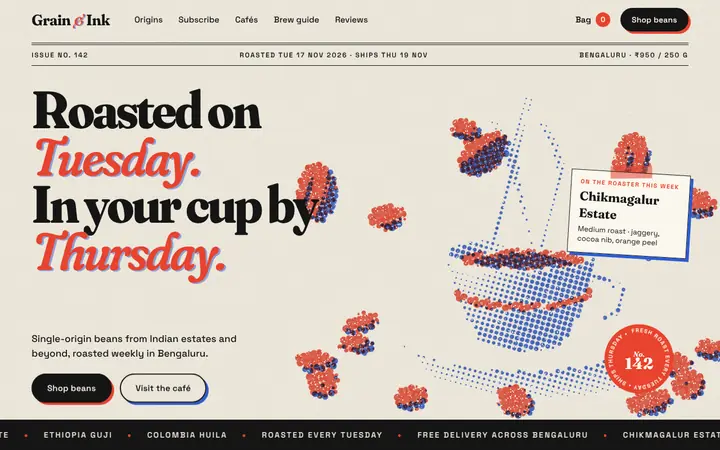 Grain & Ink
Origins Subscribe Cafés Brew guide Reviews
Bag 0
Shop beans
ISSUE NO. 142
ROASTED TUE 17 NOV 2026 · SHIPS THU 19 NOV
BENGALURU · ₹950 / 250 G
Roasted on
Tuesday.
In your cup by
Thursday.
ON THE ROASTER THIS WEEK
Chikmagalur
Estate
Medium roast · jaggery,
cocoa nib, orange peel
Single-origin beans from Indian estates and
beyond, roasted weekly in Bengaluru.
Shop beans
Visit the café
FRESH ROAST EVERY TUESDAY • SHIPS THURSDAY •
No.
142
TE • ETHIOPIA GUJI • COLOMBIA HUILA • ROASTED EVERY TUESDAY • FREE DELIVERY ACROSS BENGALURU • CHIKMAGALUR ESTAT